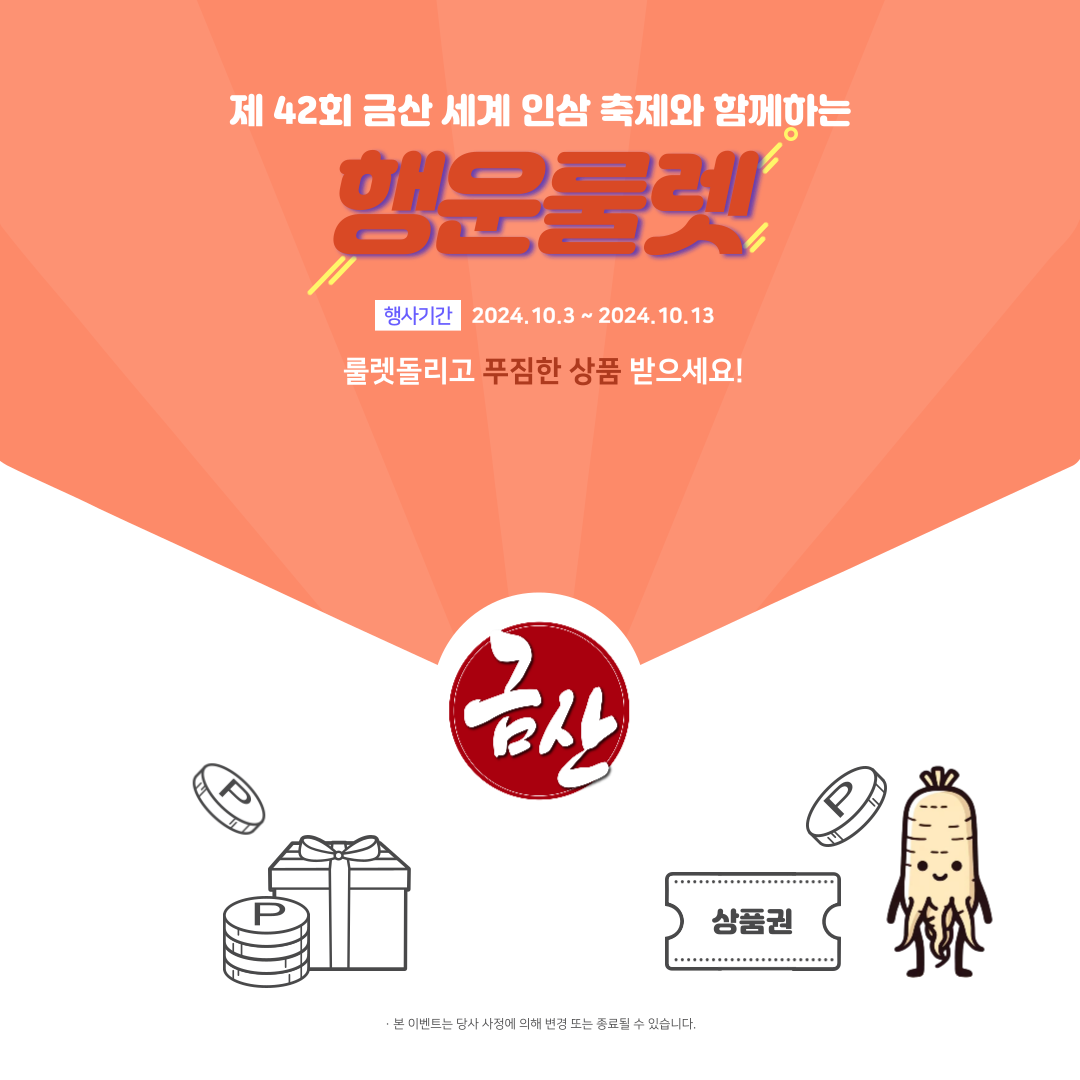 제 42회 금산 세계 인삼 축제와 함께하는
행운룰렛
행사기간 2024.10.3 ~ 2024.10.13
룰렛돌리고 푸짐한 상품 받으세요!
금산
P
P
P
상품권
· 본 이벤트는 당사 사정에 의해 변경 또는 종료될 수 있습니다.